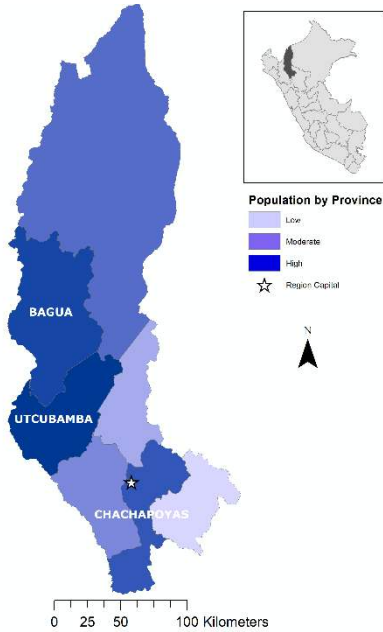 Population by Province
Low
Moderate
High
Region Capital
N
BAGUA
UTCUBAMBA
CHACHAPOYAS
0 25 50 100 Kilometers